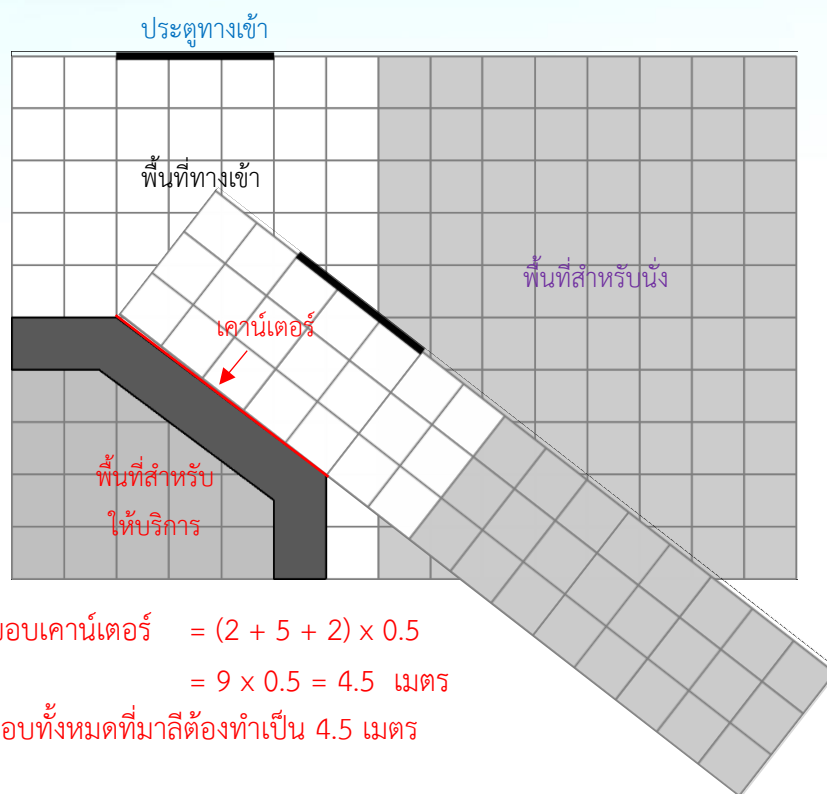 ประตูทางเข้า
พื้นที่ทางเข้า
พื้นที่สำหรับนั่ง
เคาน์เตอร์
พื้นที่สำหรับ
ให้บริการ
ขอบเคาน์เตอร์ = (2 + 5 + 2) x 0.5
= 9 x 0.5 = 4.5 เมตร
อบทั้งหมดที่มาลีต้องทำเป็น 4.5 เมตร